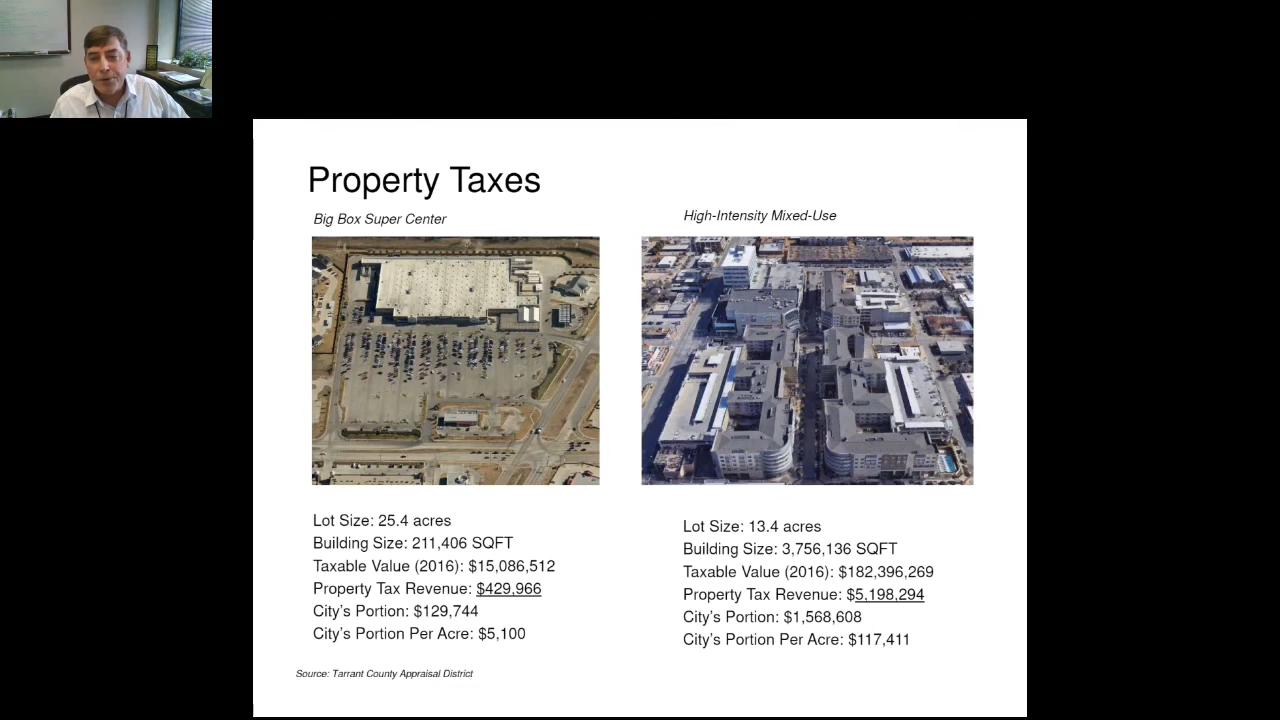 Property Taxes
Big Box Super Center
High-Intensity Mixed-Use
Lot Size: 25.4 acres
Building Size: 211,406 SQFT
Taxable Value (2016): $15,086,512
Property Tax Revenue: $429,966
City's Portion: $129,744
City's Portion Per Acre: $5,100
Lot Size: 13.4 acres
Building Size: 3,756,136 SQFT
Taxable Value (2016): $182,396,269
Property Tax Revenue: $5,198,294
City's Portion: $1,568,608
City's Portion Per Acre: $117,411
Source: Tarrant County Appraisal District